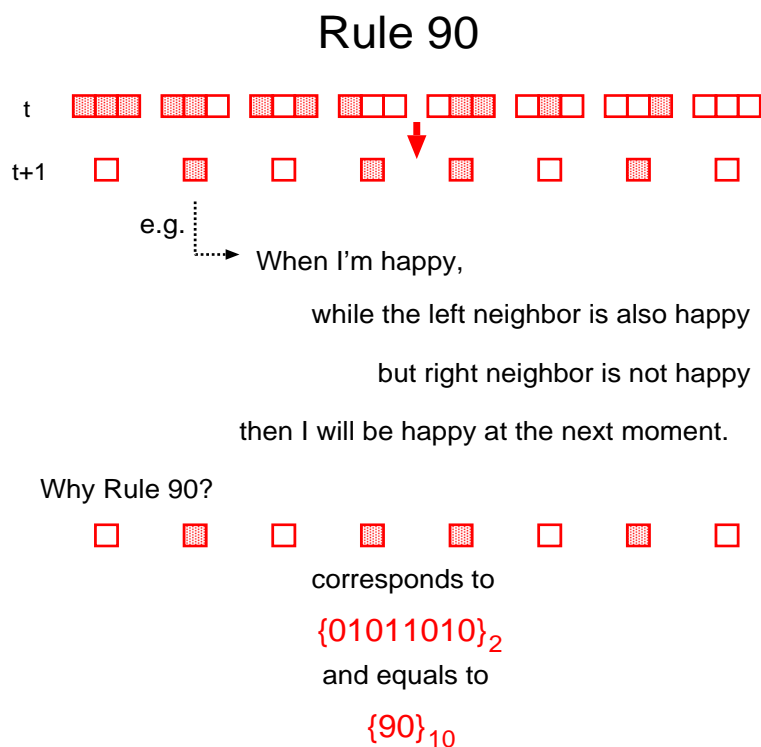 Rule 90
t
t+1
e.g.
When I'm happy,
while the left neighbor is also happy
but right neighbor is not happy
then I will be happy at the next moment.
Why Rule 90?
corresponds to
{01011010}2
and equals to
{90}10